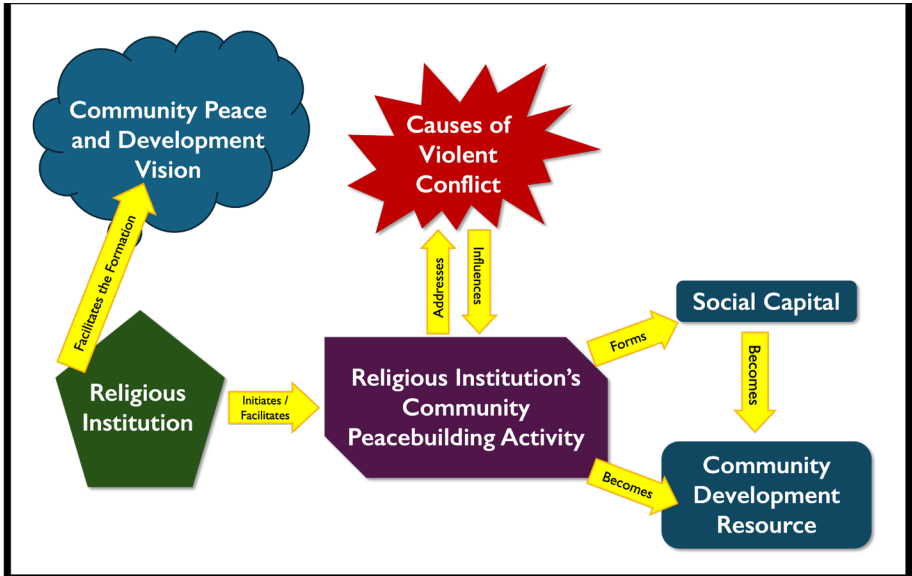 Community Peace
and Development
Vision
Causes of
Violent
Conflict
Facilitates the Formation
Addresses
Influences
Social Capital
Religious
Institution
Initiates /
Facilitates
Religious Institution's
Community
Peacebuilding Activity
Forms
Becomes
Becomes
Community
Development
Resource